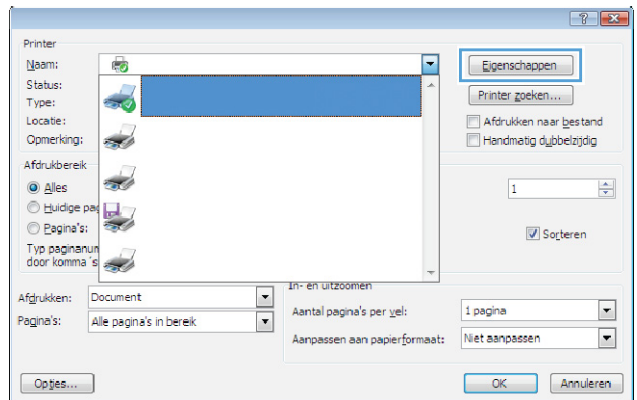 Printer
Naam:
Eigenschappen
Status:
Type:
Printer zoeken...
Locatie:
Afdrukken naar bestand
Opmerking:
Handmatig dubbelzijdig
Afdrukbereik
Alles
1
Huidige pag
Pagina's:
Sorteren
Typ paginanum
door komma's
In- en uitzoomen
Afdrukken: Document
Aantal pagina's per vel: 1 pagina
Pagina's: Alle pagina's in bereik
Aanpassen aan papierformaat: Niet aanpassen
Opties...
OK
Annuleren